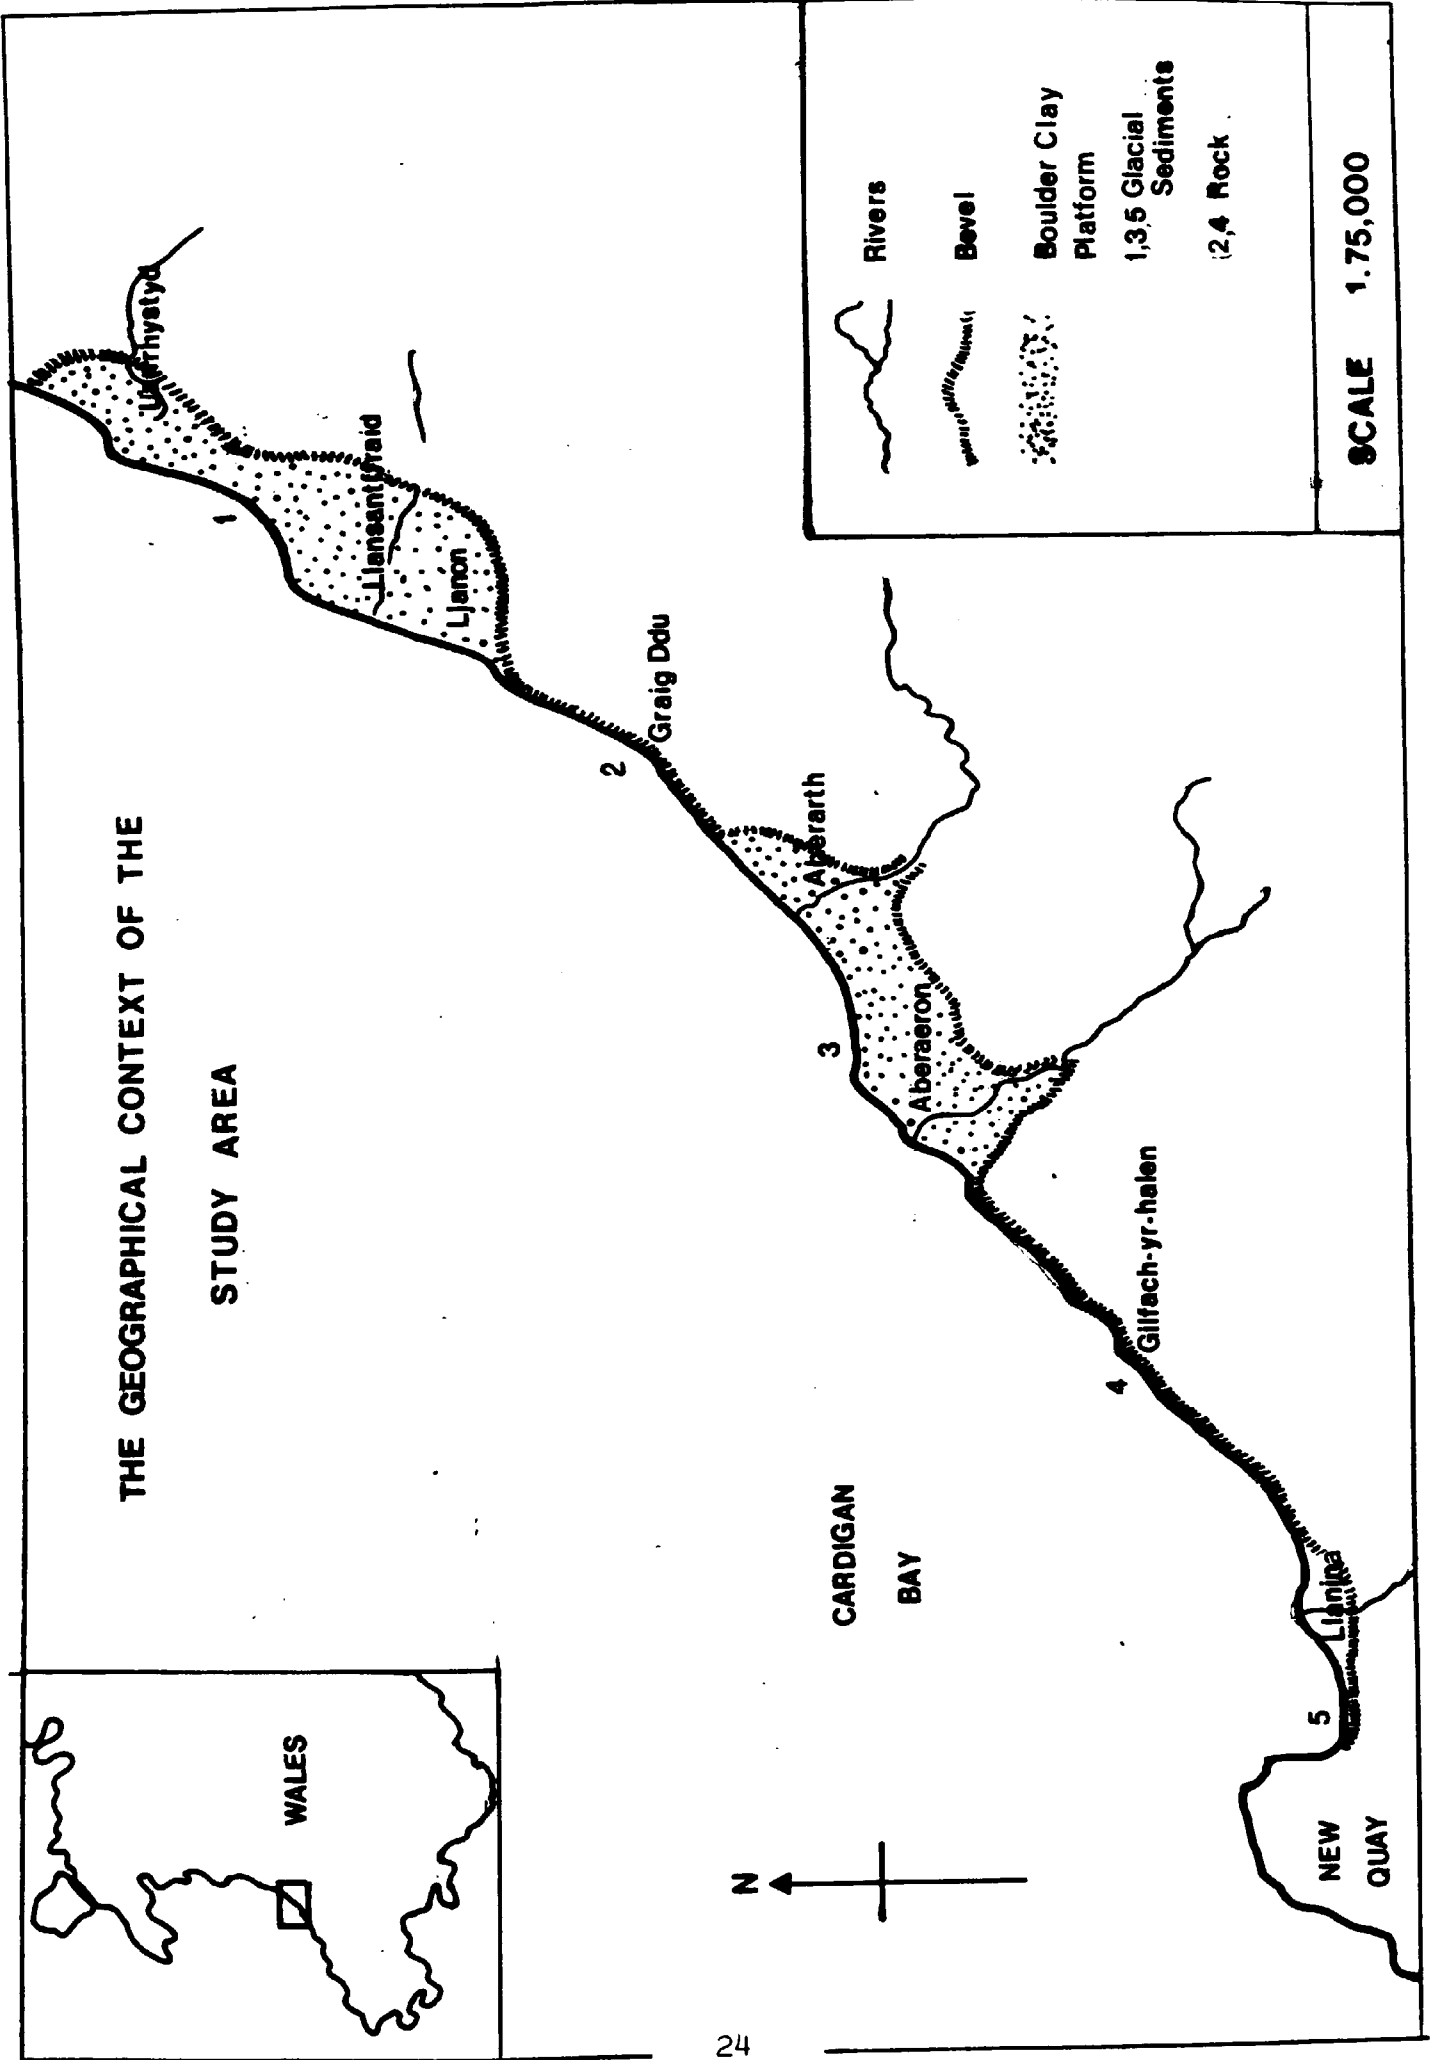 THE GEOGRAPHICAL CONTEXT OF THE
STUDY AREA
WALES
N
CARDIGAN
BAY
NEW
QUAY
5
Llanina
4
Gilfach-yr-halen
3
Aberaeron
Aberarth
2
Graig Ddu
1
Llanon
Llansantffraid
Rivers
Bevel
Boulder Clay
Platform
1,3,5 Glacial
Sediments
2,4 Rock
SCALE 1.75,000
24